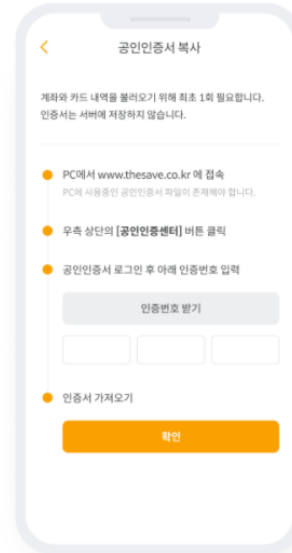 공인인증서 복사
계좌와 카드 내역을 불러오기 위해 최초 1회 필요합니다.
인증서는 서버에 저장하지 않습니다.
PC에서 www.thesave.co.kr 에 접속
PC에 사용중인 공인인증서 파일이 존재해야 합니다.
우측 상단의 [공인인증센터] 버튼 클릭
공인인증서 로그인 후 아래 인증번호 입력
인증번호 받기
인증서 가져오기
확인